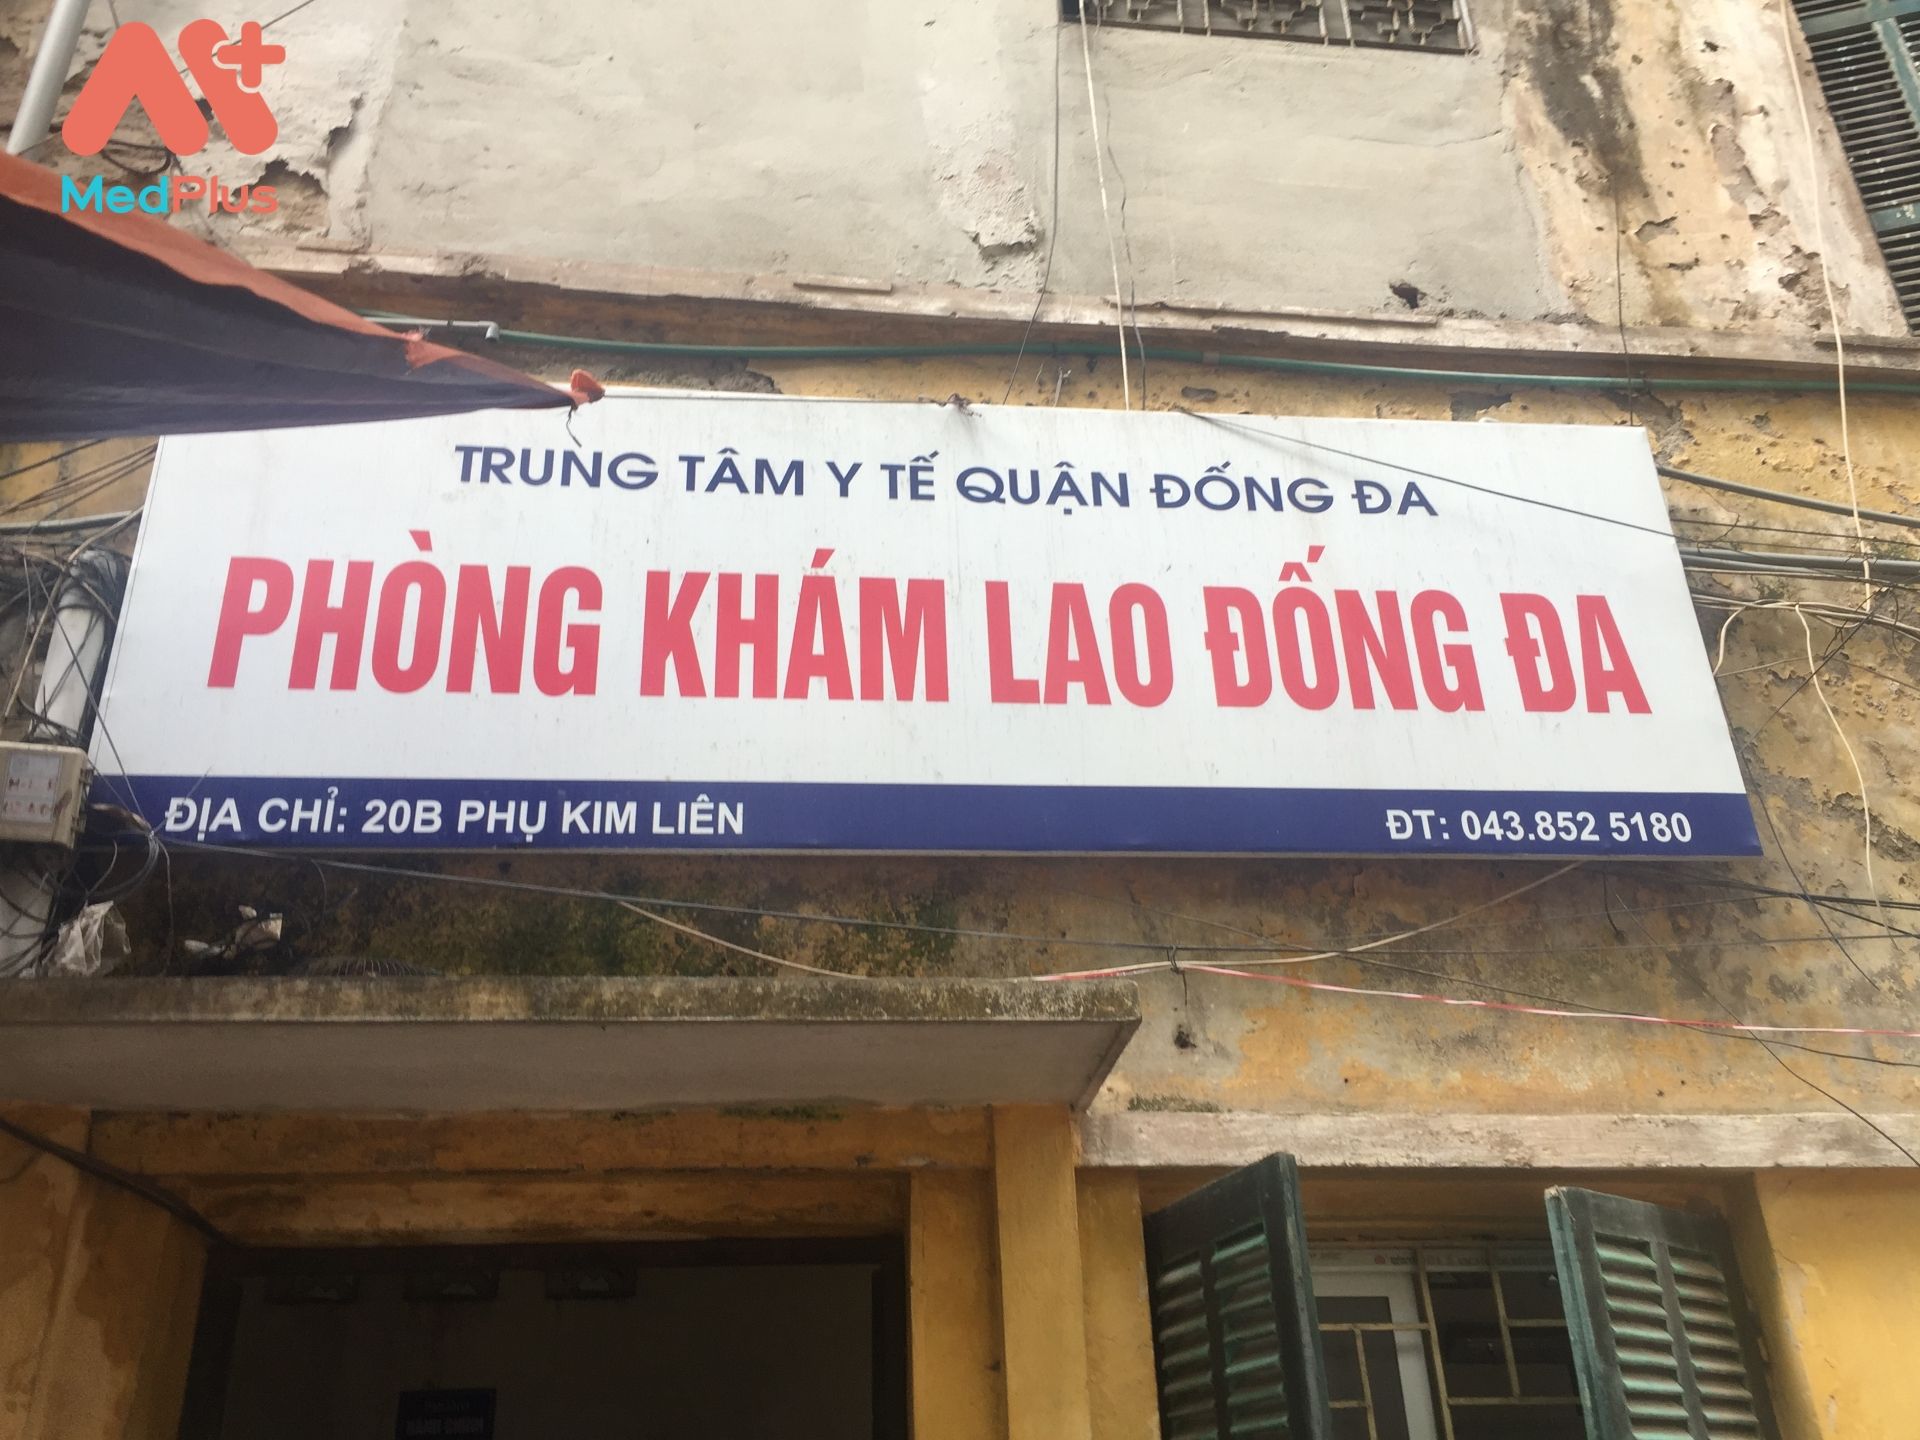 MedPlus
TRUNG TÂM Y TẾ QUẬN ĐỐNG ĐA
PHÒNG KHÁM LAO ĐỐNG ĐA
ĐỊA CHỈ: 20B PHỤ KIM LIÊN
ĐT: 043.852 5180